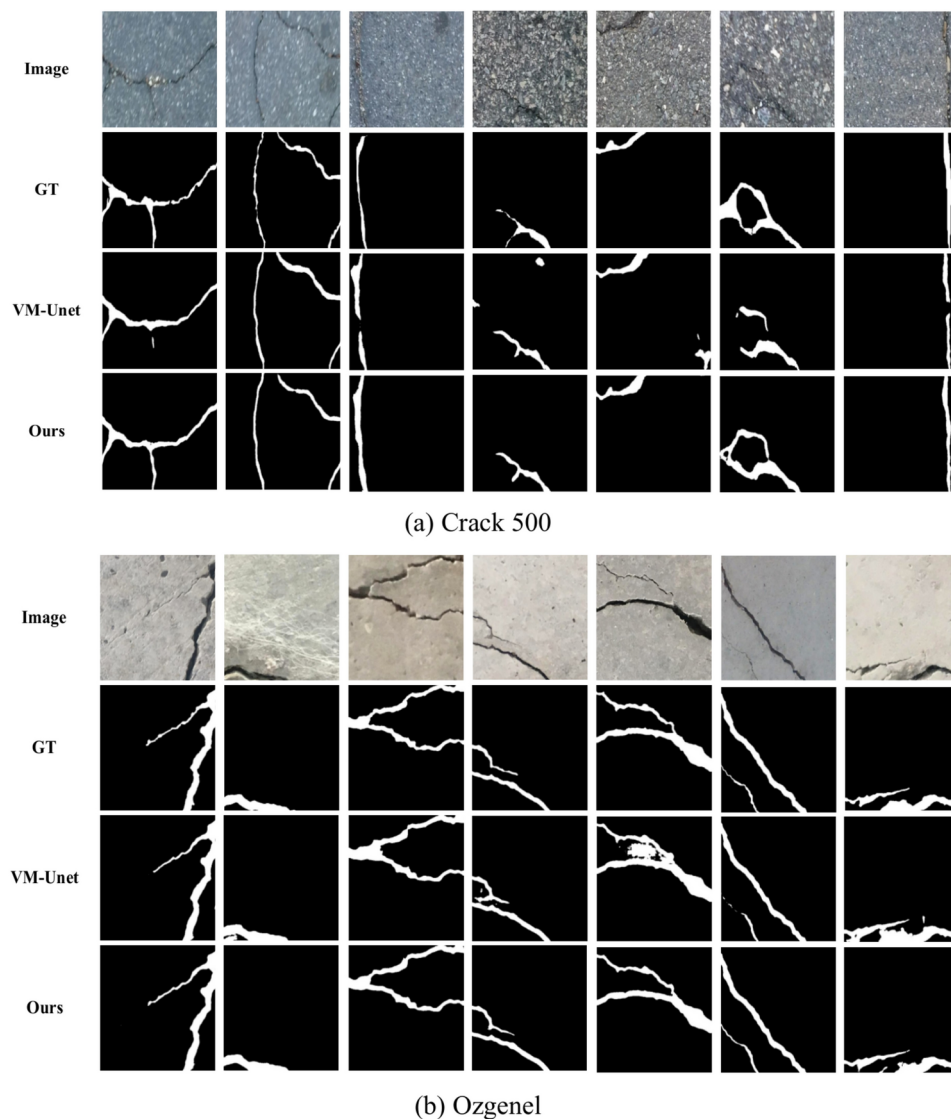 Image
GT
VM-Unet
Ours
(a) Crack 500
Image
GT
VM-Unet
Ours
(b) Ozgenel